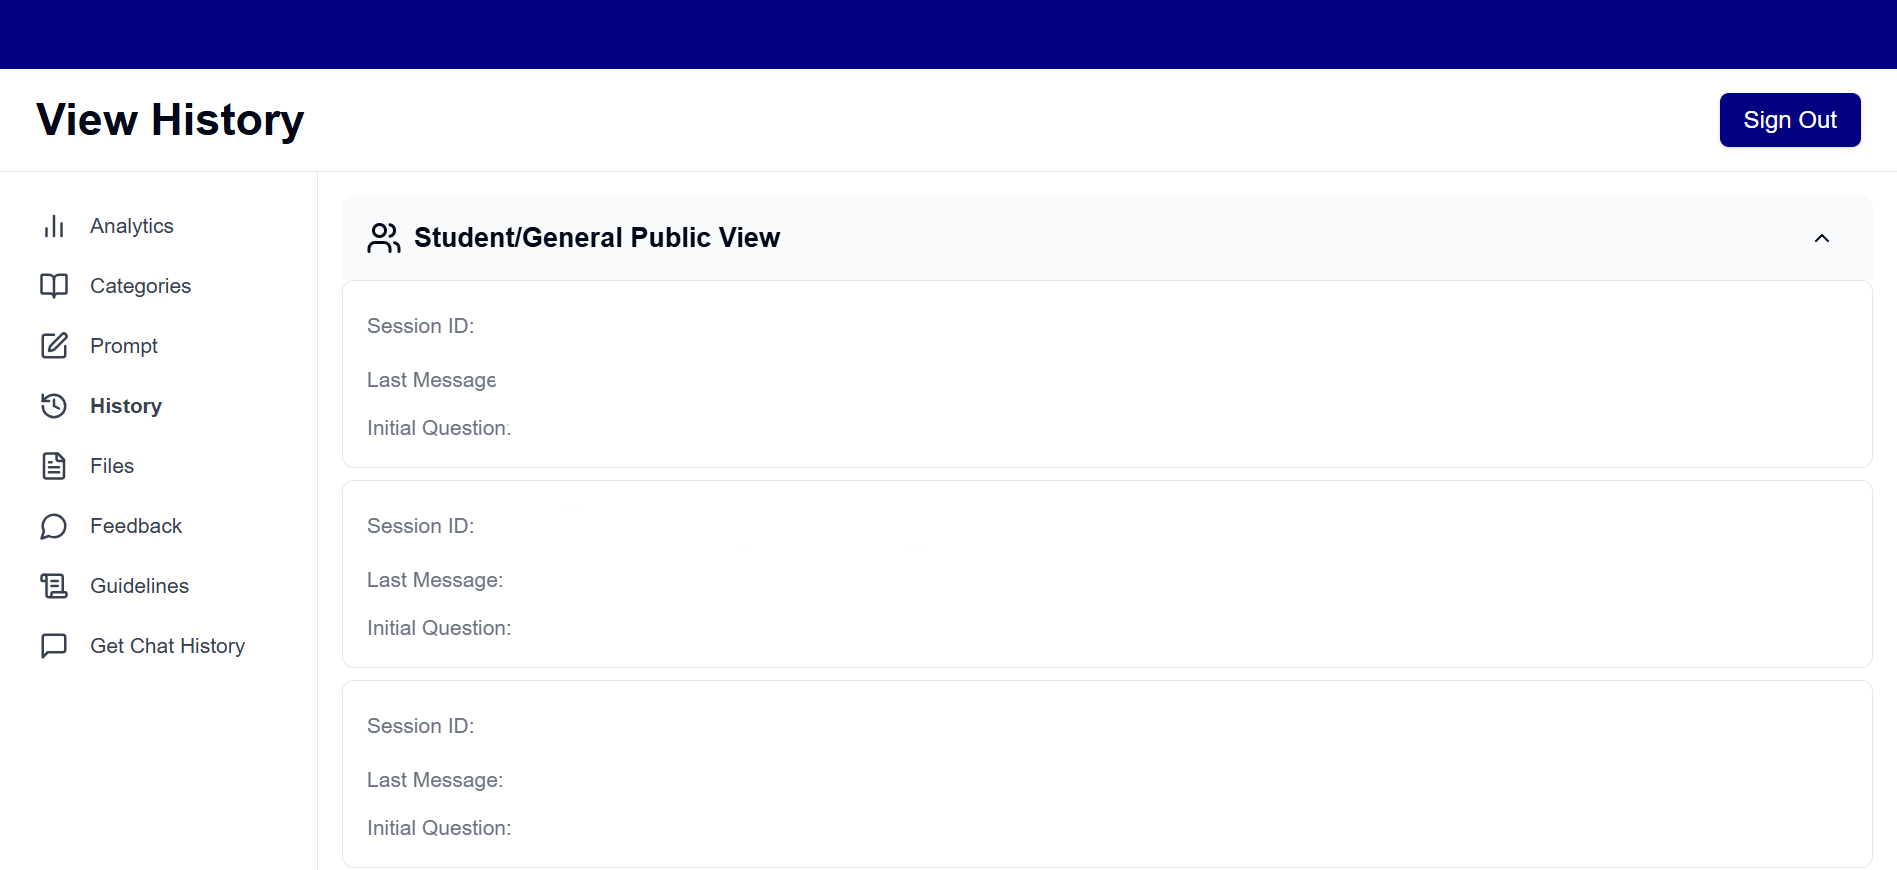 View History
Sign Out
Analytics
Categories
Prompt
History
Files
Feedback
Guidelines
Get Chat History
Student/General Public View
Session ID:
Last Message
Initial Question:
Session ID:
Last Message:
Initial Question:
Session ID:
Last Message:
Initial Question: